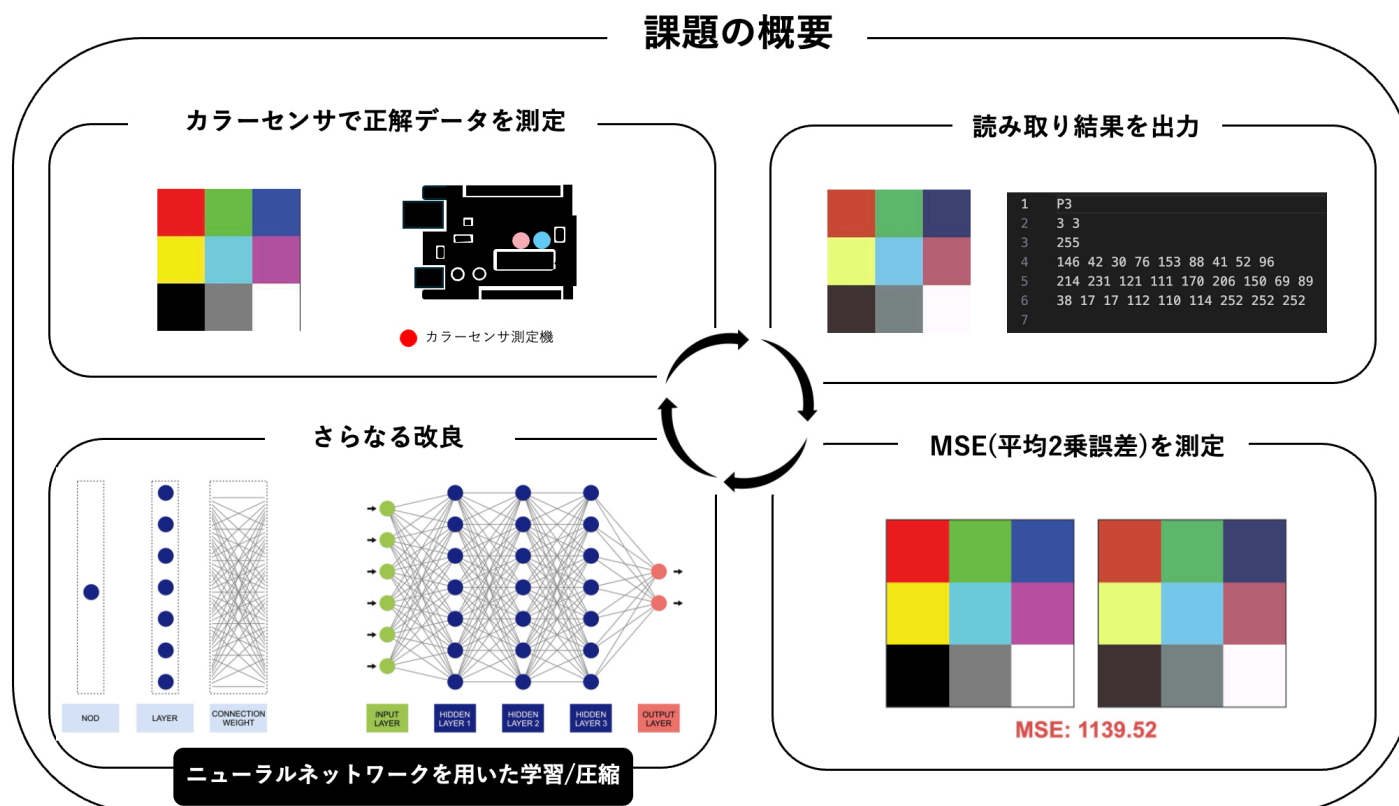 課題の概要
カラーセンサで正解データを測定
カラーセンサ測定機
読み取り結果を出力
1 P3
2 3 3
3 255
4 146 42 30 76 153 88 41 52 96
5 214 231 121 111 170 206 150 69 89
6 38 17 17 112 110 114 252 252 252
7
さらなる改良
NOD
LAYER
CONNECTION
WEIGHT
INPUT
LAYER
HIDDEN
LAYER 1
HIDDEN
LAYER 2
HIDDEN
LAYER 3
OUTPUT
LAYER
ニューラルネットワークを用いた学習/圧縮
MSE(平均2乗誤差)を測定
MSE: 1139.52